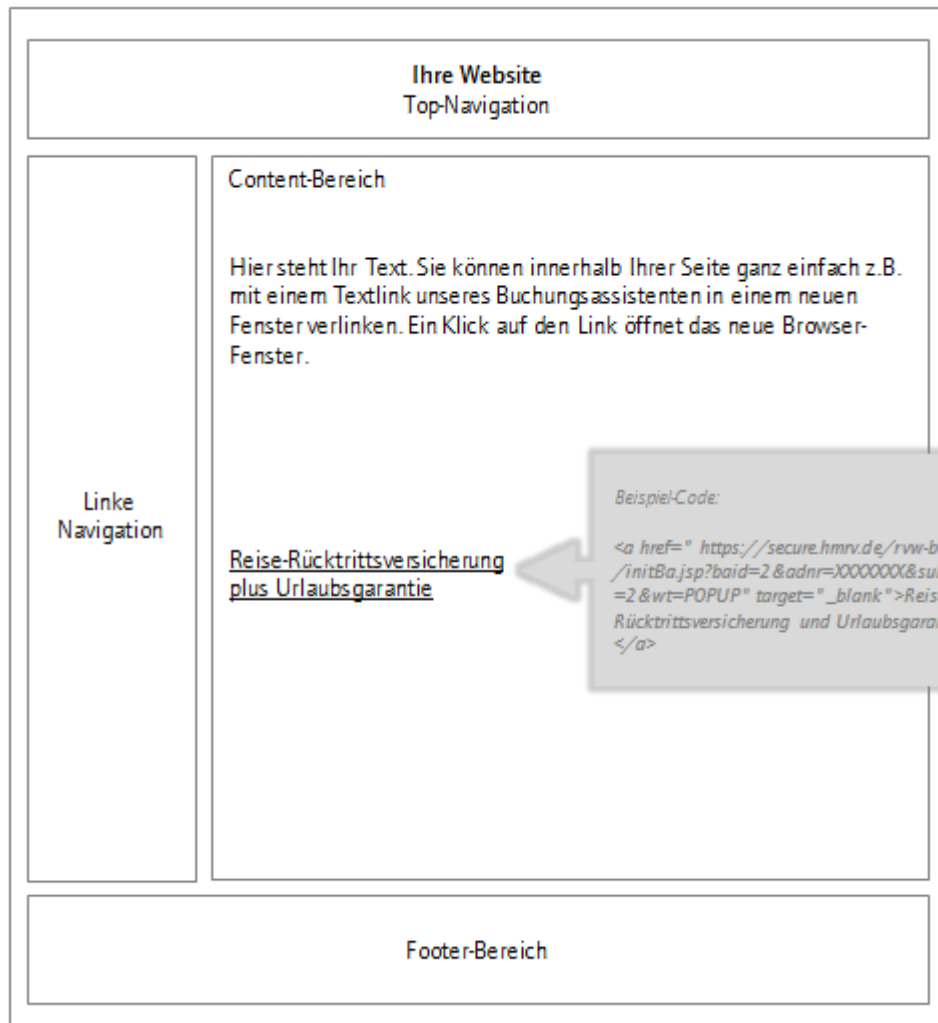 Ihre Website
Top-Navigation
Content-Bereich
Hier steht Ihr Text. Sie können innerhalb Ihrer Seite ganz einfach z.B.
mit einem Textlink unseres Buchungsassistenten in einem neuen
Fenster verlinken. Ein Klick auf den Link öffnet das neue Browser-
Fenster.
Linke
Navigation
Reise-Rücktrittsversicherung
plus Urlaubsgarantie
Beispiel-Code:
<a href=" https://secure.hmrv.de/rvw-b
/initBa.jsp?baid=2&adnr=XXXXXXX&su
=2&wt=POPUP" target="_blank">Reis
Rücktrittsversicherung und Urlaubsgara
</a>
Footer-Bereich